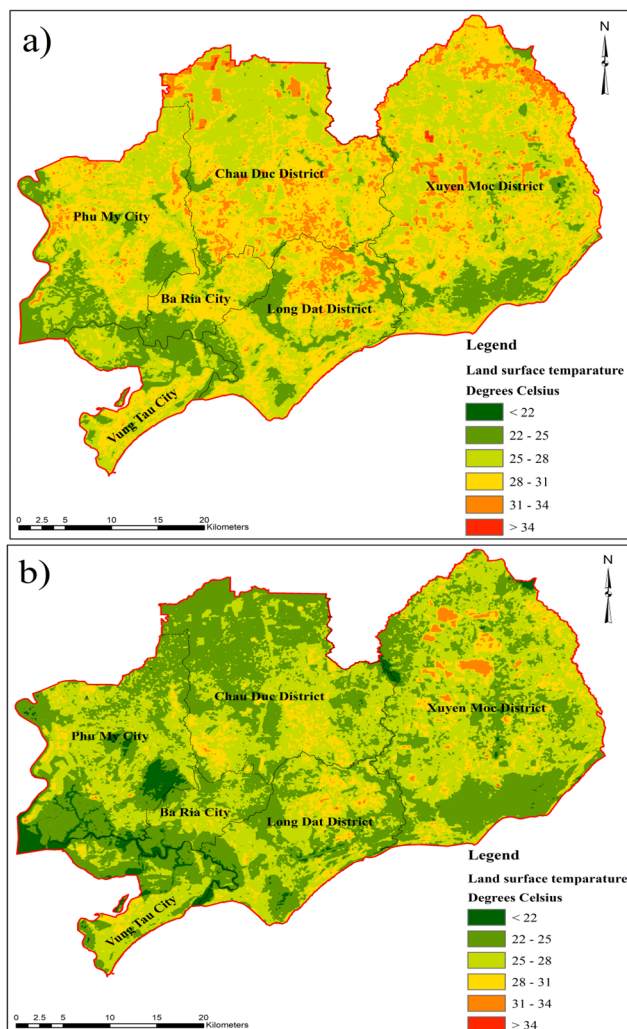 a)
N
Chau Duc District
Xuyen Moc District
Phu My City
Ba Ria City
Long Dat District
Vung Tau City
Legend
Land surface temparature
Degrees Celsius
< 22
22 - 25
25 - 28
28 - 31
31 - 34
> 34
0 2.5 5 10 15 20
Kilometers
b)
N
Chau Duc District
Xuyen Moc District
Phu My City
Ba Ria City
Long Dat District
Vung Tau City
Legend
Land surface temparature
Degrees Celsius
< 22
22 - 25
25 - 28
28 - 31
31 - 34
> 34
0 2.5 5 10 15 20
Kilometers